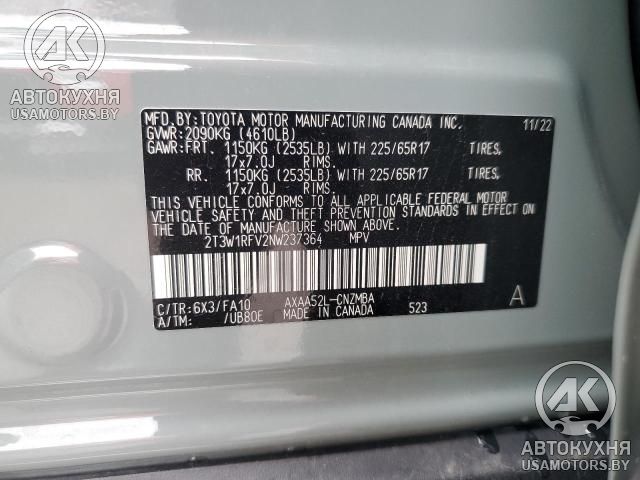 AK
АВТОКУХНЯ
USAMOTORS.BY
MFD.BY:TOYOTA MOTOR MANUFACTURING CANADA INC. 11/22
GVWR:2090KG (4610LB)
GAWR:FRT. 1150KG (2535LB) WITH 225/65R17 TIRES,
17x7.0J RIMS.
RR. 1150KG (2535LB) WITH 225/65R17 TIRES,
17x7.0J RIMS.
THIS VEHICLE CONFORMS TO ALL APPLICABLE FEDERAL MOTOR
VEHICLE SAFETY AND THEFT PREVENTION STANDARDS IN EFFECT ON
THE DATE OF MANUFACTURE SHOWN ABOVE.
2T3W1RFV2NW237364 MPV
C/TR:6X3/FA10 AXAA52L-CNZMBA A
A/TM: /UB80E MADE IN CANADA 523
AK
АВТОКУХНЯ
USAMOTORS.BY